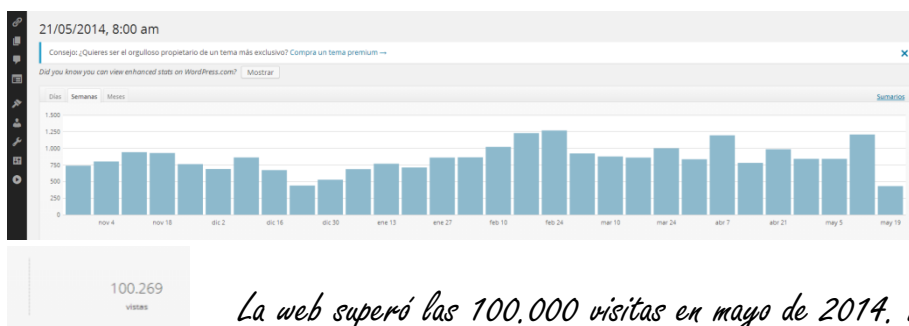 21/05/2014, 8:00 am
Consejo: ¿Quieres ser el orgulloso propietario de un tema más exclusivo? Compra un tema premium →
Did you know you can view enhanced stats on WordPress.com? Mostrar
Días Semanas Meses Sumarios
1.500
1.250
1.000
750
500
250
0
nov 4 nov 18 dic 2 dic 16 dic 30 ene 13 ene 27 feb 10 feb 24 mar 10 mar 24 abr 7 abr 21 may 5 may 19
100.269
vistas
La web superó las 100.000 visitas en mayo de 2014.